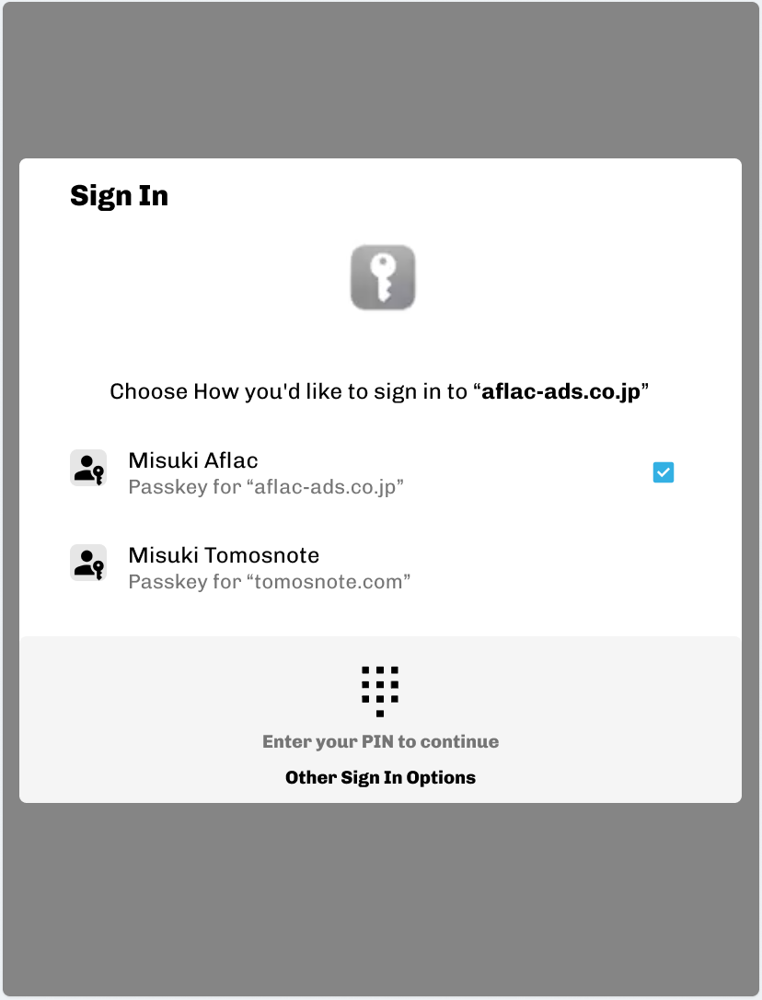 Sign In
Choose How you'd like to sign in to “aflac-ads.co.jp”
Misuki Aflac
Passkey for “aflac-ads.co.jp”
Misuki Tomosnote
Passkey for “tomosnote.com”
Enter your PIN to continue
Other Sign In Options